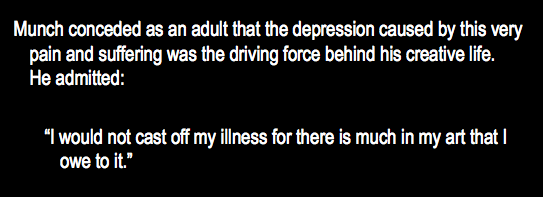 Munch conceded as an adult that the depression caused by this very
pain and suffering was the driving force behind his creative life.
He admitted:
“I would not cast off my illness for there is much in my art that I
owe to it.”